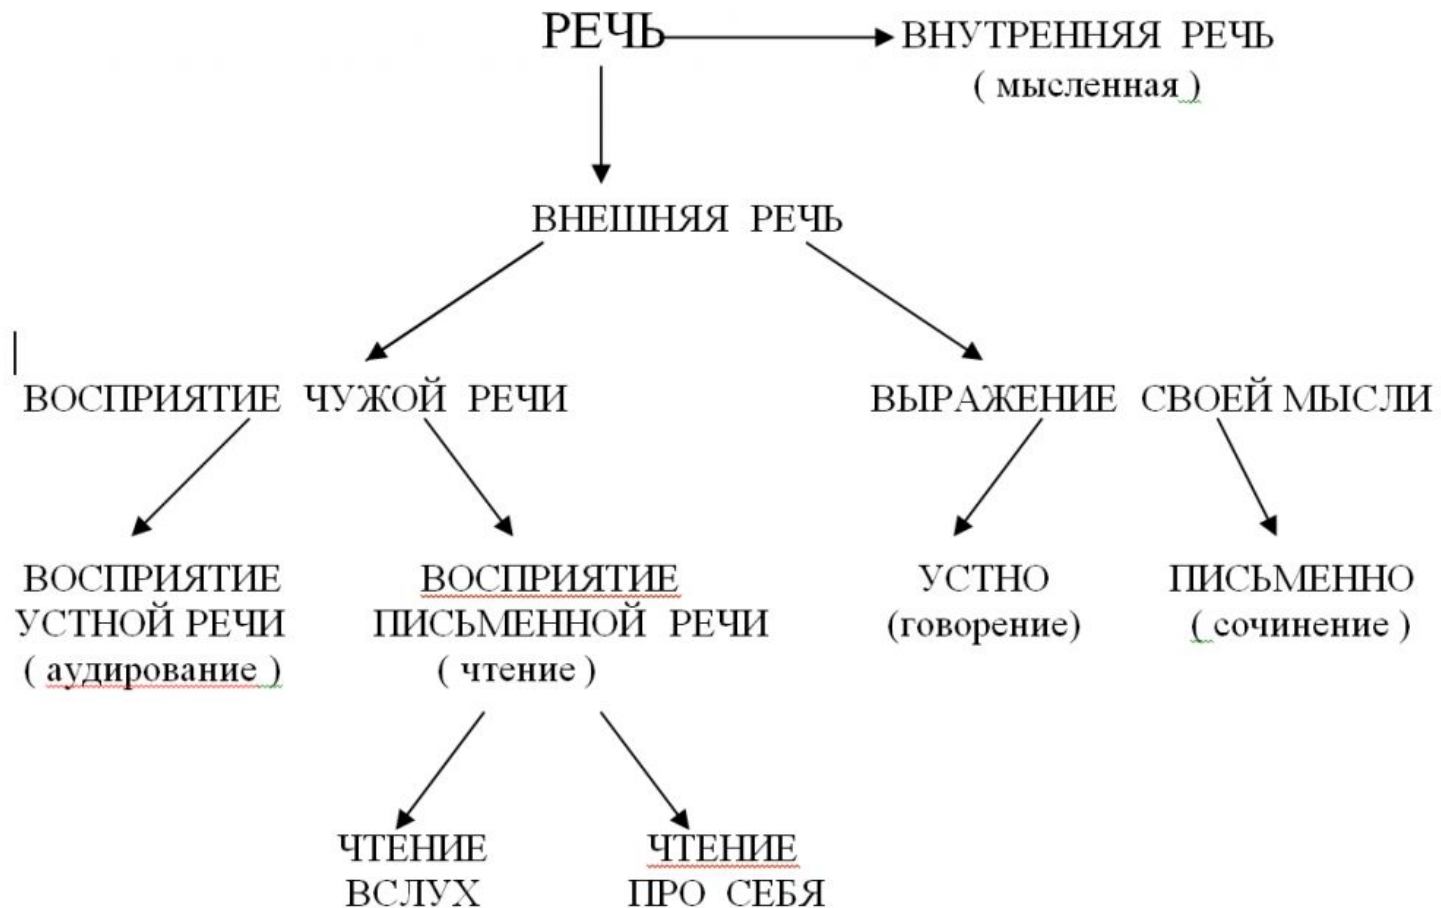 РЕЧЬ
ВНУТРЕННЯЯ РЕЧЬ
( мысленная )
ВНЕШНЯЯ РЕЧЬ
ВОСПРИЯТИЕ ЧУЖОЙ РЕЧИ
ВЫРАЖЕНИЕ СВОЕЙ МЫСЛИ
ВОСПРИЯТИЕ
УСТНОЙ РЕЧИ
( аудирование )
ВОСПРИЯТИЕ
ПИСЬМЕННОЙ РЕЧИ
( чтение )
УСТНО
(говорение)
ПИСЬМЕННО
( сочинение )
ЧТЕНИЕ
ВСЛУХ
ЧТЕНИЕ
ПРО СЕБЯ